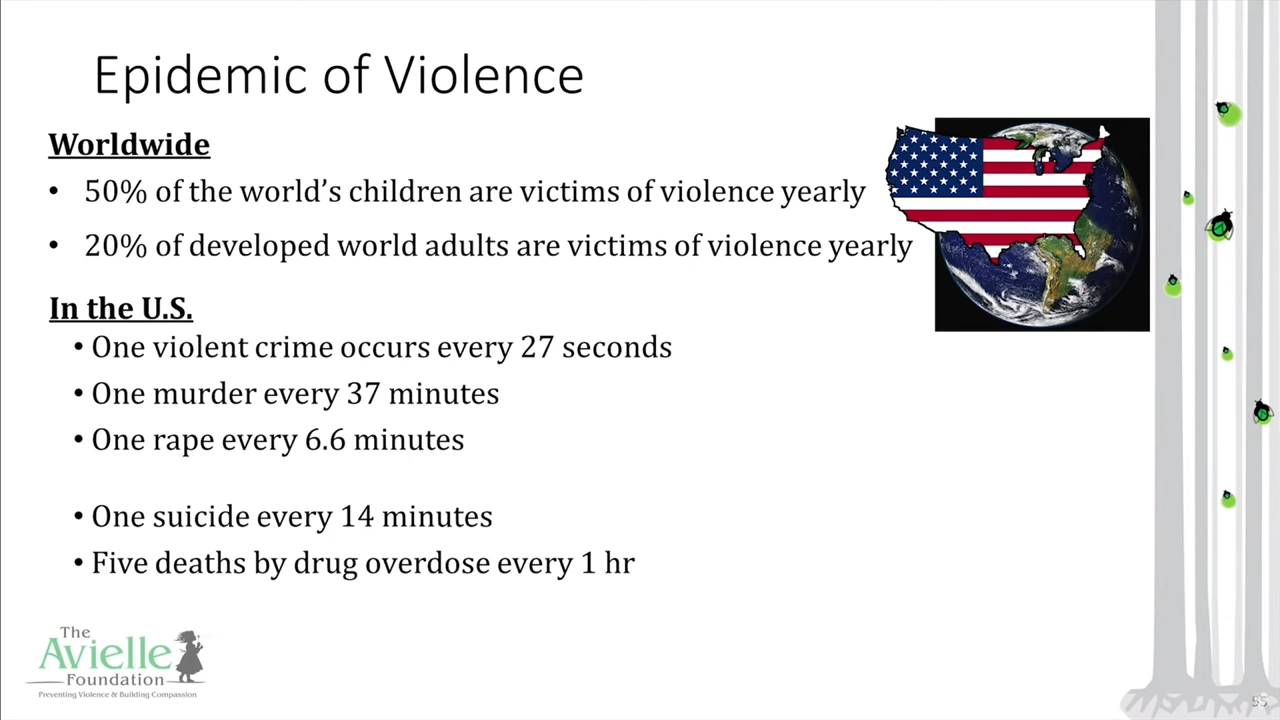 Epidemic of Violence
Worldwide
• 50% of the world's children are victims of violence yearly
• 20% of developed world adults are victims of violence yearly
In the U.S.
• One violent crime occurs every 27 seconds
• One murder every 37 minutes
• One rape every 6.6 minutes
• One suicide every 14 minutes
• Five deaths by drug overdose every 1 hr
The
Avielle
Foundation
Preventing Violence & Building Compassion
55